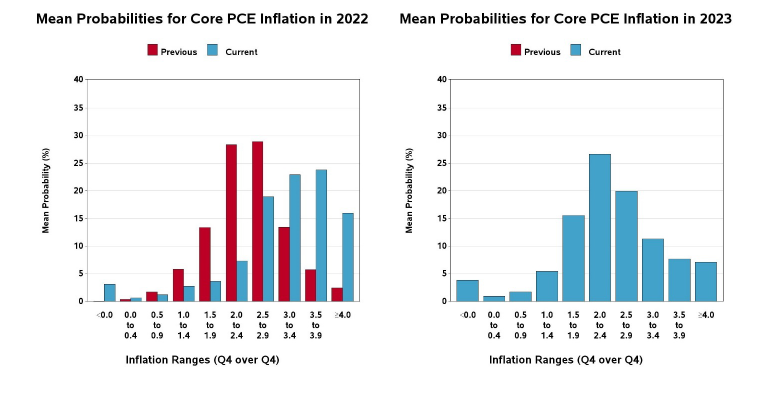 Mean Probabilities for Core PCE Inflation in 2022
Previous Current
Mean Probability (%)
40
35
30
25
20
15
10
5
0
<0.0 0.0 to 0.4 0.5 to 0.9 1.0 to 1.4 1.5 to 1.9 2.0 to 2.4 2.5 to 2.9 3.0 to 3.4 3.5 to 3.9 ≥4.0
Inflation Ranges (Q4 over Q4)
Mean Probabilities for Core PCE Inflation in 2023
Previous Current
Mean Probability (%)
40
35
30
25
20
15
10
5
0
<0.0 0.0 to 0.4 0.5 to 0.9 1.0 to 1.4 1.5 to 1.9 2.0 to 2.4 2.5 to 2.9 3.0 to 3.4 3.5 to 3.9 ≥4.0
Inflation Ranges (Q4 over Q4)